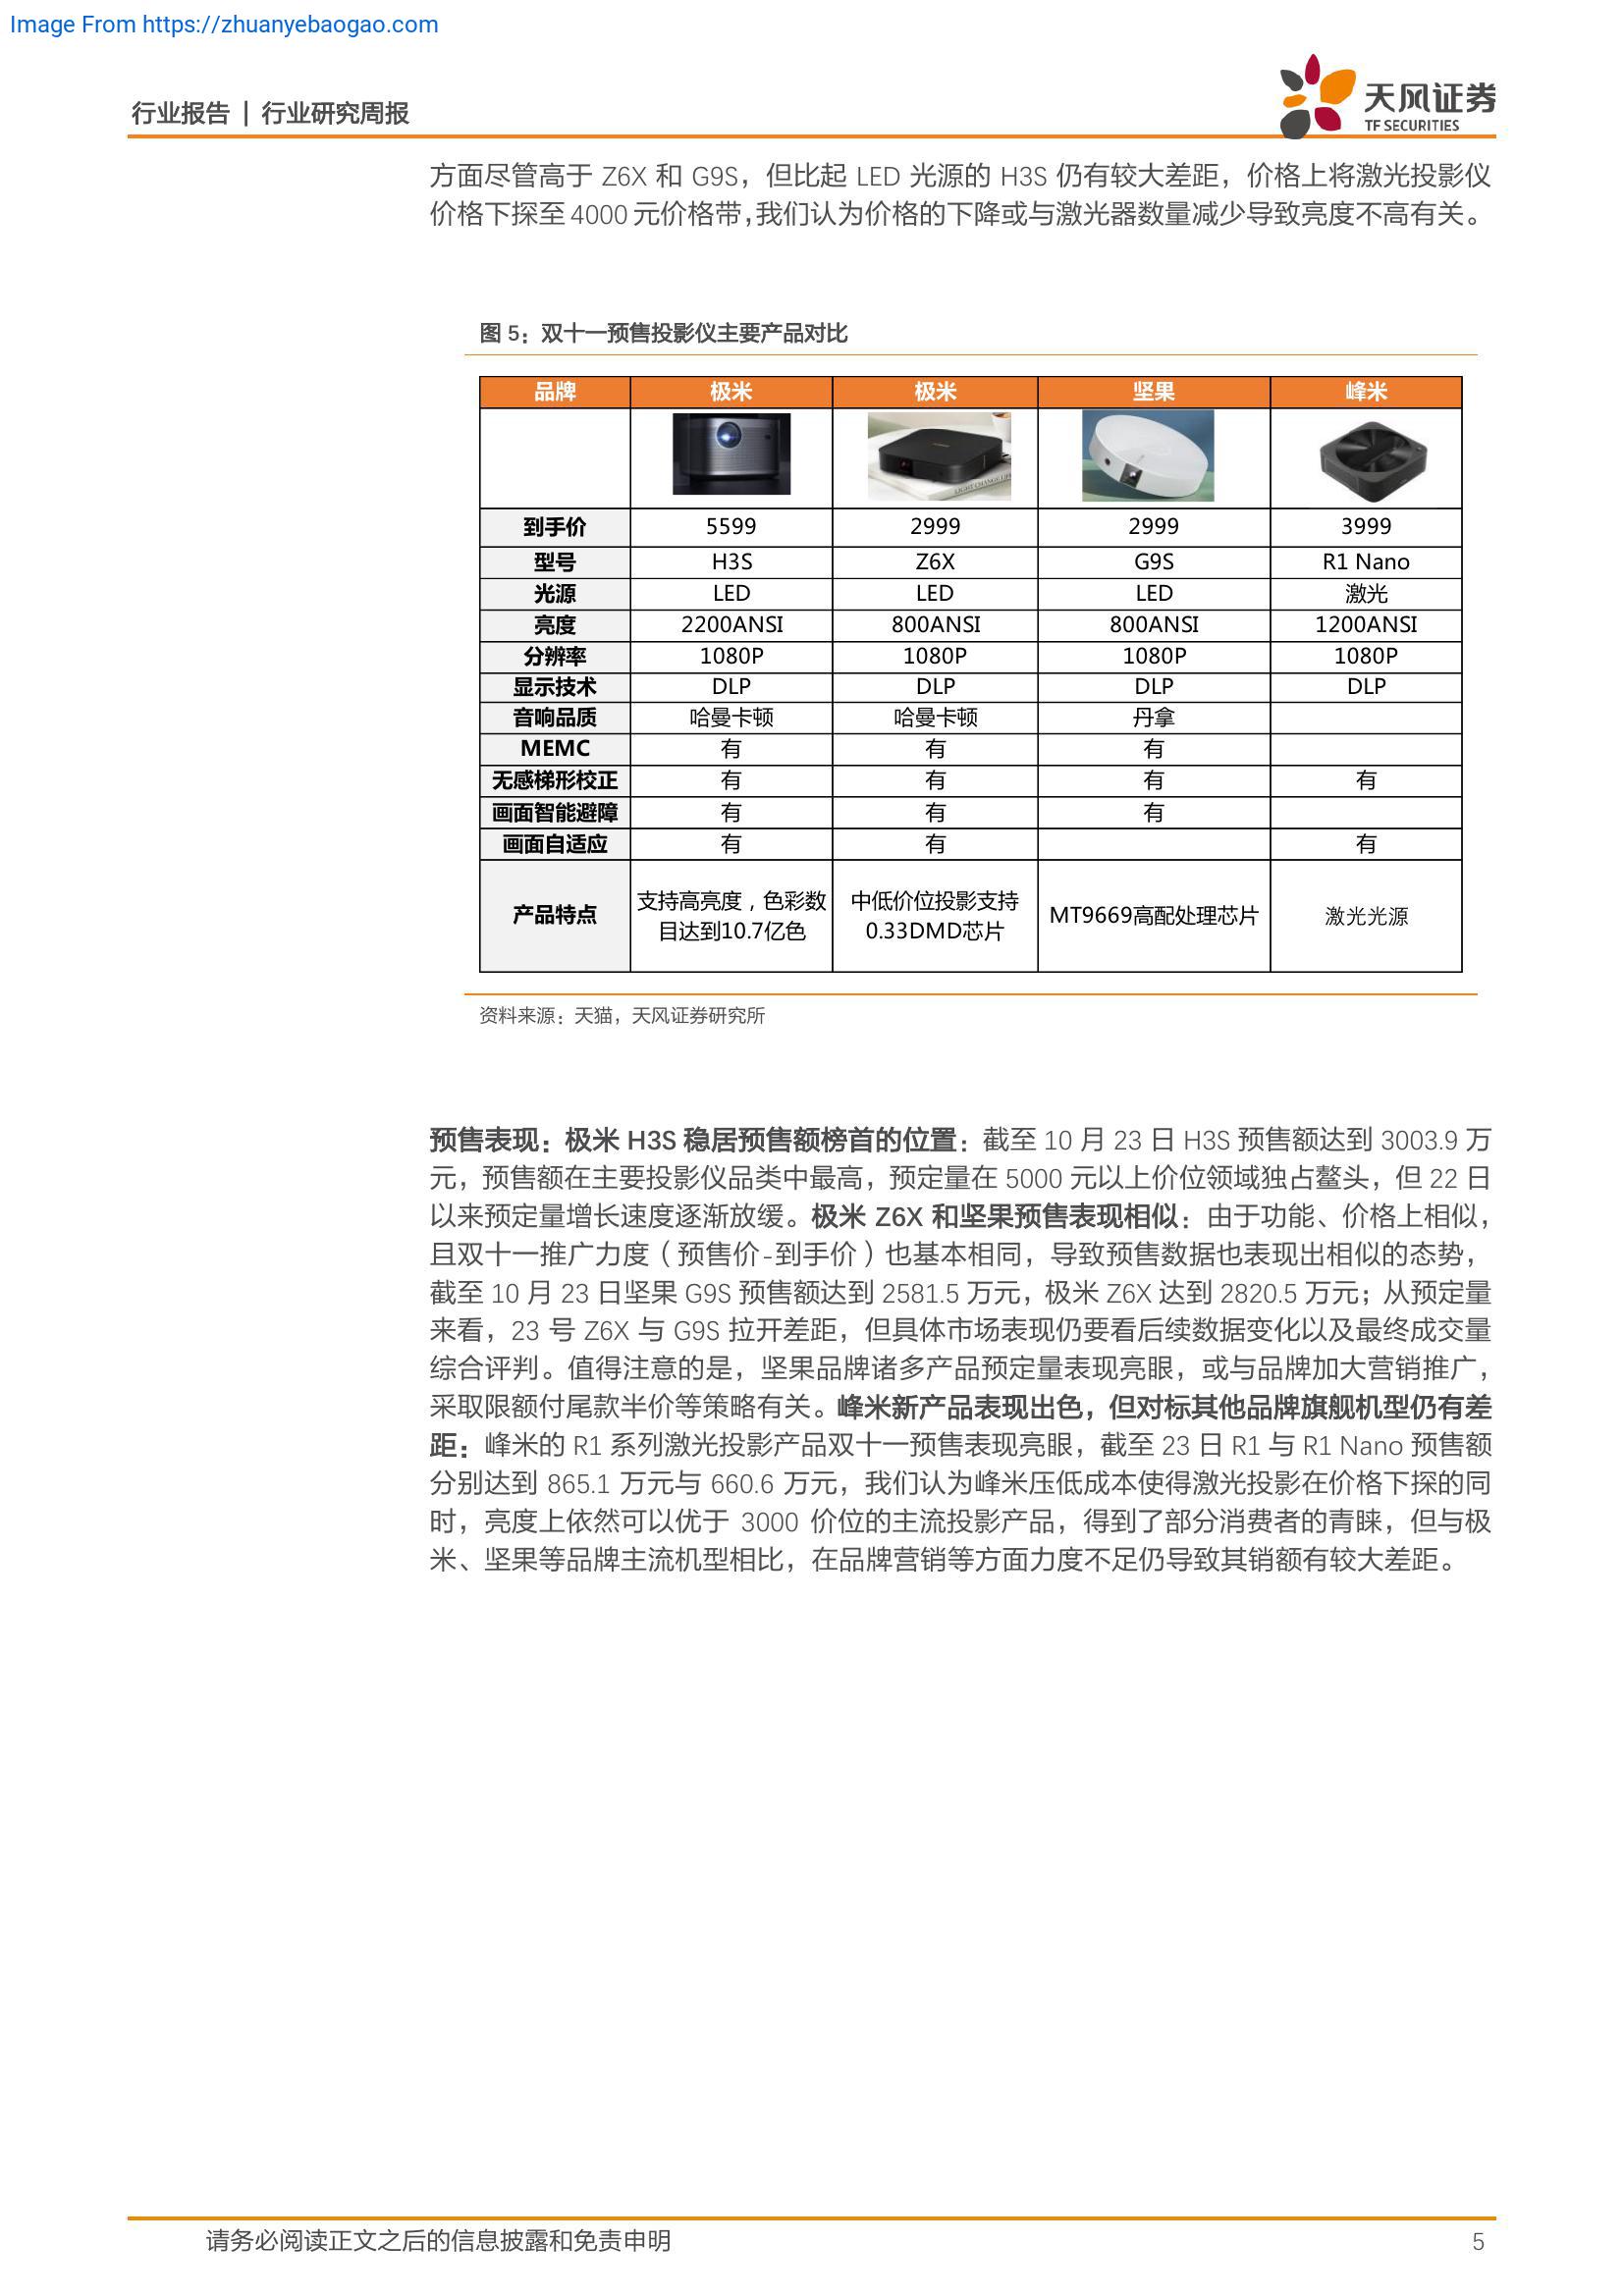 Image From https://zhuanyebaogao.com
行业报告 | 行业研究周报
天风证券
TF SECURITIES
方面尽管高于 Z6X 和 G9S，但比起 LED 光源的 H3S 仍有较大差距，价格上将激光投影仪
价格下探至 4000 元价格带，我们认为价格的下降或与激光器数量减少导致亮度不高有关。
图 5：双十一预售投影仪主要产品对比
品牌 极米 极米 坚果 峰米
LIGHT CHANGE LIFE
到手价 5599 2999 2999 3999
型号 H3S Z6X G9S R1 Nano
光源 LED LED LED 激光
亮度 2200ANSI 800ANSI 800ANSI 1200ANSI
分辨率 1080P 1080P 1080P 1080P
显示技术 DLP DLP DLP DLP
音响品质 哈曼卡顿 哈曼卡顿 丹拿
MEMC 有 有 有
无感梯形校正 有 有 有 有
画面智能避障 有 有 有
画面自适应 有 有 有
产品特点 支持高亮度，色彩数 中低价位投影支持 MT9669高配处理芯片 激光光源
目达到10.7亿色 0.33DMD芯片
资料来源：天猫，天风证券研究所
预售表现：极米 H3S 稳居预售额榜首的位置：截至 10 月 23 日 H3S 预售额达到 3003.9 万
元，预售额在主要投影仪品类中最高，预定量在 5000 元以上价位领域独占鳌头，但 22 日
以来预定量增长速度逐渐放缓。极米 Z6X 和坚果预售表现相似：由于功能、价格上相似，
且双十一推广力度（预售价-到手价）也基本相同，导致预售数据也表现出相似的态势，
截至 10 月 23 日坚果 G9S 预售额达到 2581.5 万元，极米 Z6X 达到 2820.5 万元；从预定量
来看，23 号 Z6X 与 G9S 拉开差距，但具体市场表现仍要看后续数据变化以及最终成交量
综合评判。值得注意的是，坚果品牌诸多产品预定量表现亮眼，或与品牌加大营销推广，
采取限额付尾款半价等策略有关。峰米新产品表现出色，但对标其他品牌旗舰机型仍有差
距：峰米的 R1 系列激光投影产品双十一预售表现亮眼，截至 23 日 R1 与 R1 Nano 预售额
分别达到 865.1 万元与 660.6 万元，我们认为峰米压低成本使得激光投影在价格下探的同
时，亮度上依然可以优于 3000 价位的主流投影产品，得到了部分消费者的青睐，但与极
米、坚果等品牌主流机型相比，在品牌营销等方面力度不足仍导致其销额有较大差距。
请务必阅读正文之后的信息披露和免责申明 5